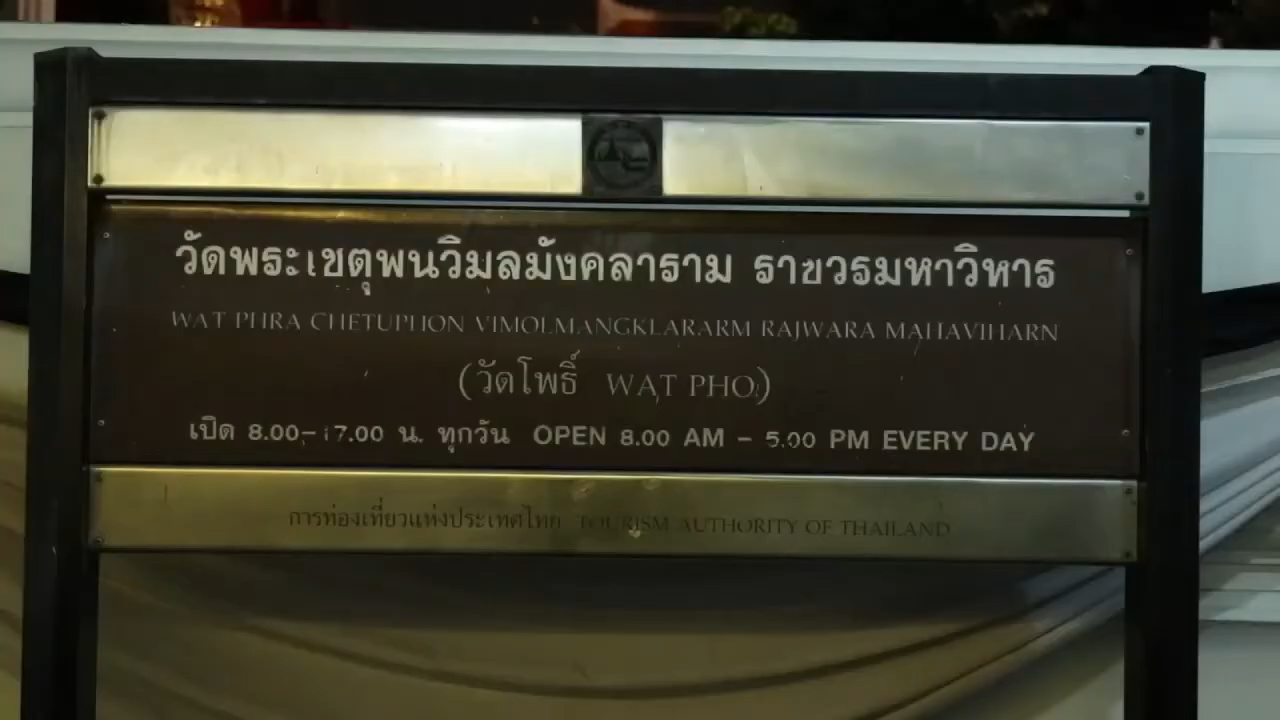 วัดพระเชตุพนวิมลมังคลาราม ราชวรมหาวิหาร
WAT PHRA CHETUPHON VIMOLMANGKLARARM RAJWARA MAHAVIHARN
(วัดโพธิ์ WAT PHO)
เปิด 8.00-17.00 น. ทุกวัน OPEN 8.00 AM - 5.00 PM EVERY DAY
การท่องเที่ยวแห่งประเทศไทย TOURISM AUTHORITY OF THAILAND